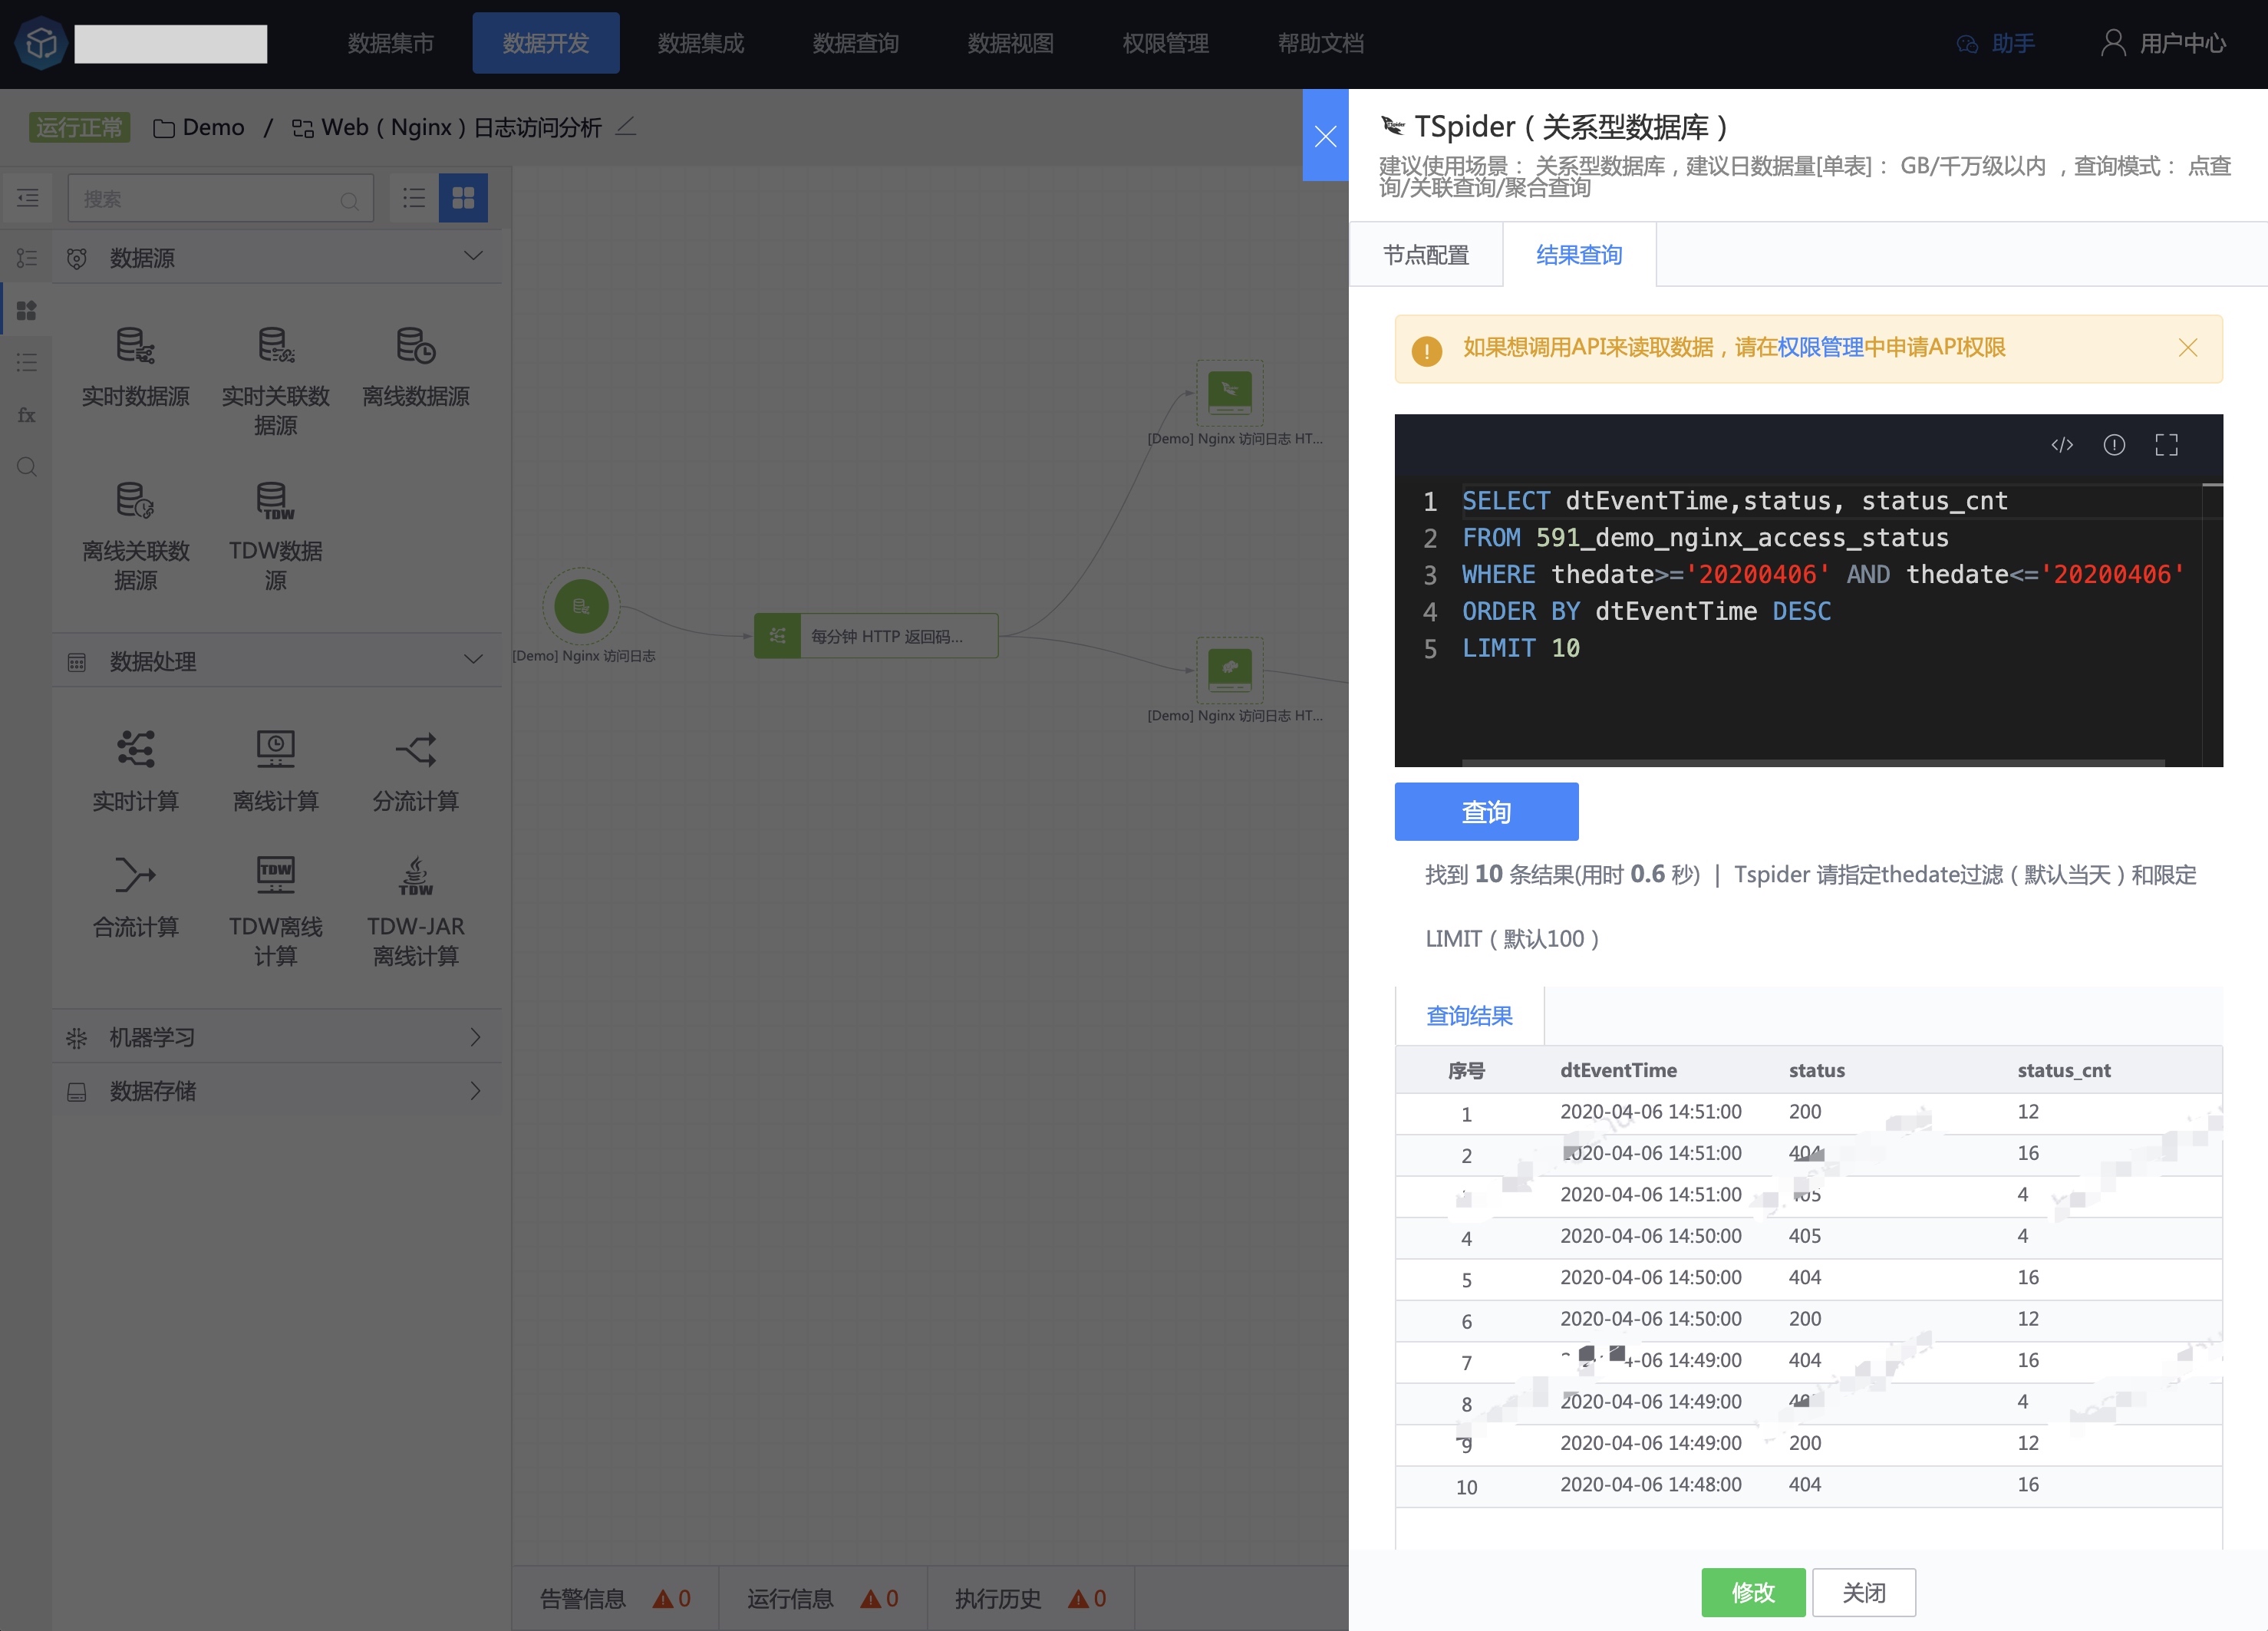 数据集市
数据开发
数据集成
数据查询
数据视图
权限管理
帮助文档
助手
用户中心
运行正常
Demo / Web（Nginx）日志访问分析
搜索
数据源
实时数据源
实时关联数
据源
离线数据源
离线关联数
据源
TDW
TDW数据
源
数据处理
实时计算
离线计算
分流计算
合流计算
TDW
TDW离线
计算
TDW
TDW-JAR
离线计算
机器学习
数据存储
fx
[Demo] Nginx 访问日志
每分钟 HTTP 返回码...
[Demo] Nginx 访问日志 HT...
[Demo] Nginx 访问日志 HT...
告警信息 0
运行信息 0
执行历史 0
TSpider（关系型数据库）
建议使用场景： 关系型数据库，建议日数据量[单表]： GB/千万级以内 ，查询模式： 点查
询/关联查询/聚合查询
节点配置
结果查询
如果想调用API来读取数据，请在权限管理中申请API权限
1 SELECT dtEventTime,status, status_cnt
2 FROM 591_demo_nginx_access_status
3 WHERE thedate>='20200406' AND thedate<='20200406'
4 ORDER BY dtEventTime DESC
5 LIMIT 10
查询
找到 10 条结果(用时 0.6 秒) | Tspider 请指定thedate过滤（默认当天）和限定
LIMIT（默认100）
查询结果
序号 dtEventTime status status_cnt
1 2020-04-06 14:51:00 200 12
2 2020-04-06 14:51:00 404 16
2020-04-06 14:51:00 405 4
4 2020-04-06 14:50:00 405 4
5 2020-04-06 14:50:00 404 16
6 2020-04-06 14:50:00 200 12
7 4-06 14:49:00 404 16
8 2020-04-06 14:49:00 4
9 2020-04-06 14:49:00 200 12
10 2020-04-06 14:48:00 404 16
修改
关闭